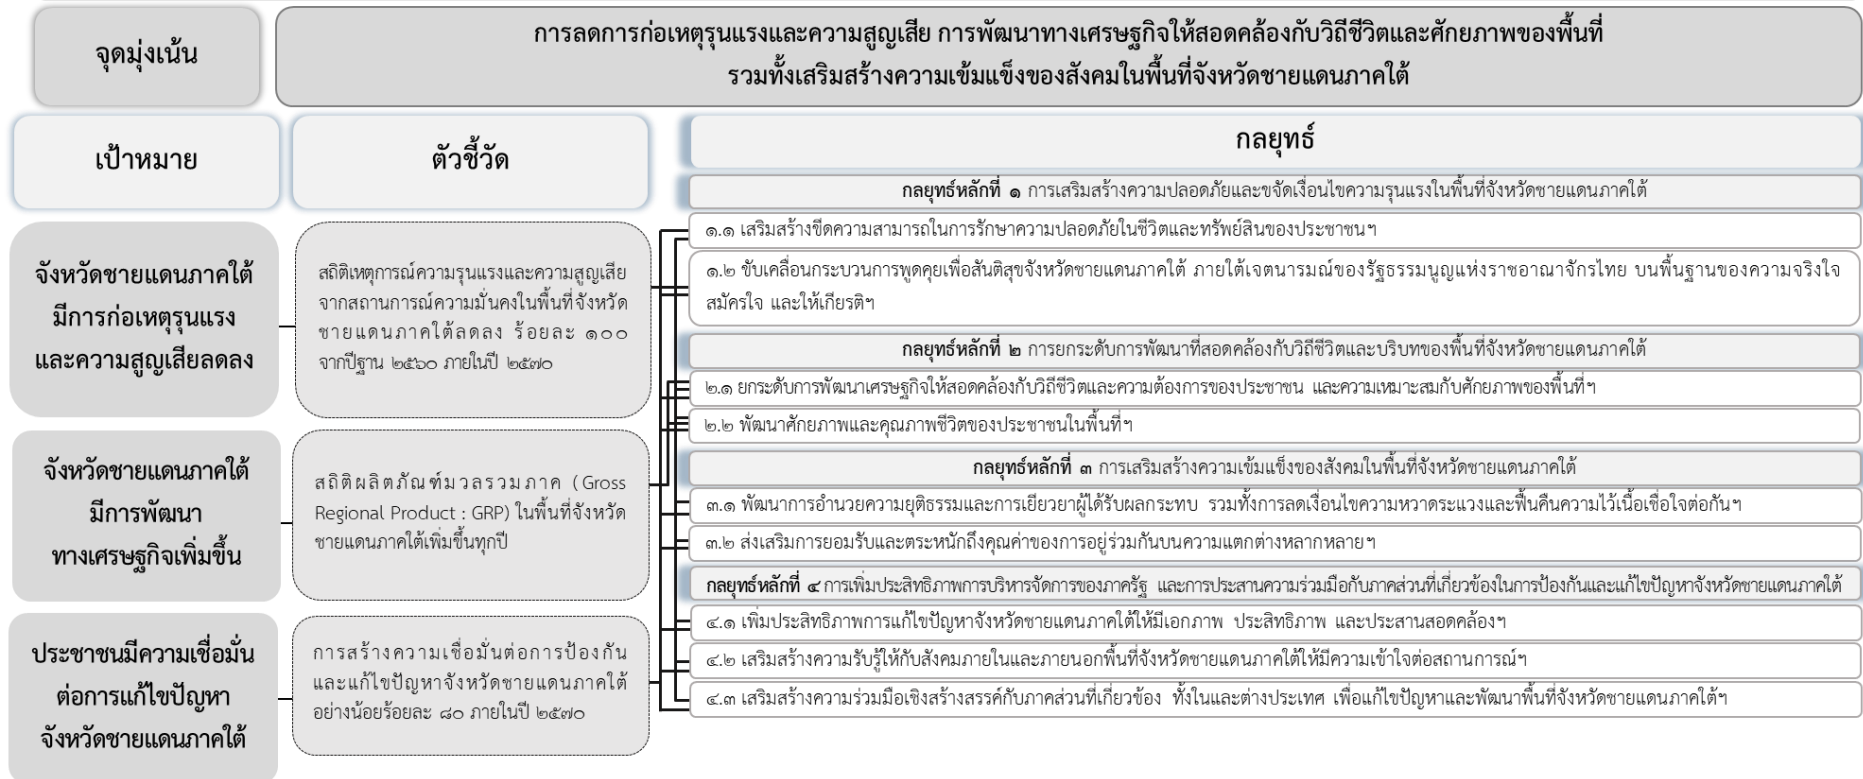 จุดมุ่งเน้น
การลดการก่อเหตุรุนแรงและความสูญเสีย การพัฒนาทางเศรษฐกิจให้สอดคล้องกับวิถีชีวิตและศักยภาพของพื้นที่
รวมทั้งเสริมสร้างความเข้มแข็งของสังคมในพื้นที่จังหวัดชายแดนภาคใต้
เป้าหมาย
ตัวชี้วัด
กลยุทธ์
จังหวัดชายแดนภาคใต้
มีการก่อเหตุรุนแรง
และความสูญเสียลดลง
สถิติเหตุการณ์ความรุนแรงและความสูญเสีย
จากสถานการณ์ความมั่นคงในพื้นที่จังหวัด
ชายแดนภาคใต้ลดลง ร้อยละ ๑๐๐
จากปีฐาน ๒๕๖๐ ภายในปี ๒๕๗๐
จังหวัดชายแดนภาคใต้
มีการพัฒนา
ทางเศรษฐกิจเพิ่มขึ้น
สถิติผลิตภัณฑ์มวลรวมภาค (Gross
Regional Product : GRP) ในพื้นที่จังหวัด
ชายแดนภาคใต้เพิ่มขึ้นทุกปี
ประชาชนมีความเชื่อมั่น
ต่อการแก้ไขปัญหา
จังหวัดชายแดนภาคใต้
การสร้างความเชื่อมั่นต่อการป้องกัน
และแก้ไขปัญหาจังหวัดชายแดนภาคใต้
อย่างน้อยร้อยละ ๘๐ ภายในปี ๒๕๗๐
กลยุทธ์หลักที่ ๑ การเสริมสร้างความปลอดภัยและขจัดเงื่อนไขความรุนแรงในพื้นที่จังหวัดชายแดนภาคใต้
๑.๑ เสริมสร้างขีดความสามารถในการรักษาความปลอดภัยในชีวิตและทรัพย์สินของประชาชนฯ
๑.๒ ขับเคลื่อนกระบวนการพูดคุยเพื่อสันติสุขจังหวัดชายแดนภาคใต้ ภายใต้เจตนารมณ์ของรัฐธรรมนูญแห่งราชอาณาจักรไทย บนพื้นฐานของความจริงใจ
สมัครใจ และให้เกียรติฯ
กลยุทธ์หลักที่ ๒ การยกระดับการพัฒนาที่สอดคล้องกับวิถีชีวิตและบริบทของพื้นที่จังหวัดชายแดนภาคใต้
๒.๑ ยกระดับการพัฒนาเศรษฐกิจให้สอดคล้องกับวิถีชีวิตและความต้องการของประชาชน และความเหมาะสมกับศักยภาพของพื้นที่ฯ
๒.๒ พัฒนาศักยภาพและคุณภาพชีวิตของประชาชนในพื้นที่ฯ
กลยุทธ์หลักที่ ๓ การเสริมสร้างความเข้มแข็งของสังคมในพื้นที่จังหวัดชายแดนภาคใต้
๓.๑ พัฒนาการอำนวยความยุติธรรมและการเยียวยาผู้ได้รับผลกระทบ รวมทั้งการลดเงื่อนไขความหวาดระแวงและฟื้นคืนความไว้เนื้อเชื่อใจต่อกันฯ
๓.๒ ส่งเสริมการยอมรับและตระหนักถึงคุณค่าของการอยู่ร่วมกันบนความแตกต่างหลากหลายฯ
กลยุทธ์หลักที่ ๔ การเพิ่มประสิทธิภาพการบริหารจัดการของภาครัฐ และการประสานความร่วมมือกับภาคส่วนที่เกี่ยวข้องในการป้องกันและแก้ไขปัญหาจังหวัดชายแดนภาคใต้
๔.๑ เพิ่มประสิทธิภาพการแก้ไขปัญหาจังหวัดชายแดนภาคใต้ให้มีเอกภาพ ประสิทธิภาพ และประสานสอดคล้องฯ
๔.๒ เสริมสร้างความรับรู้ให้กับสังคมภายในและภายนอกพื้นที่จังหวัดชายแดนภาคใต้ให้มีความเข้าใจต่อสถานการณ์ฯ
๔.๓ เสริมสร้างความร่วมมือเชิงสร้างสรรค์กับภาคส่วนที่เกี่ยวข้อง ทั้งในและต่างประเทศ เพื่อแก้ไขปัญหาและพัฒนาพื้นที่จังหวัดชายแดนภาคใต้ฯ